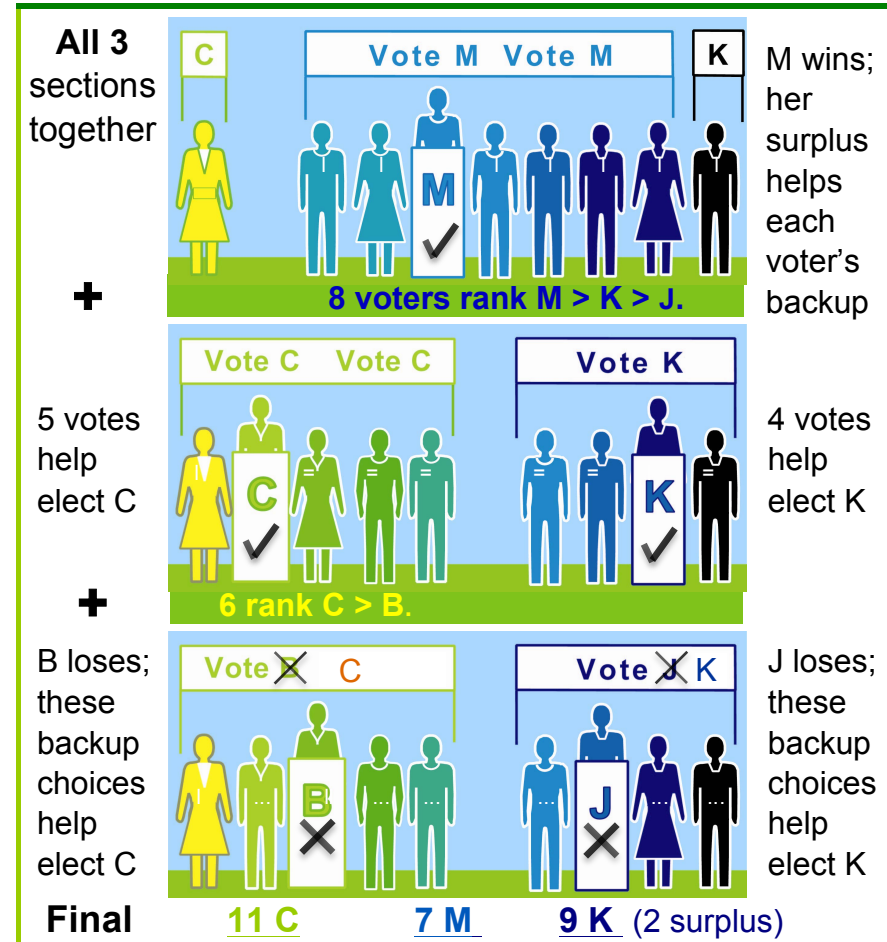 All 3
sections
together
C
Vote M Vote M
K
M
M wins;
her
surplus
helps
each
voter's
backup
+
8 voters rank M > K > J.
5 votes
help
elect C
Vote C Vote C
Vote K
C
K
4 votes
help
elect K
+
6 rank C > B.
B loses;
these
backup
choices
help
elect C
Vote B C
Vote J K
B
J
J loses;
these
backup
choices
help
elect K
Final 11 C 7 M 9 K (2 surplus)